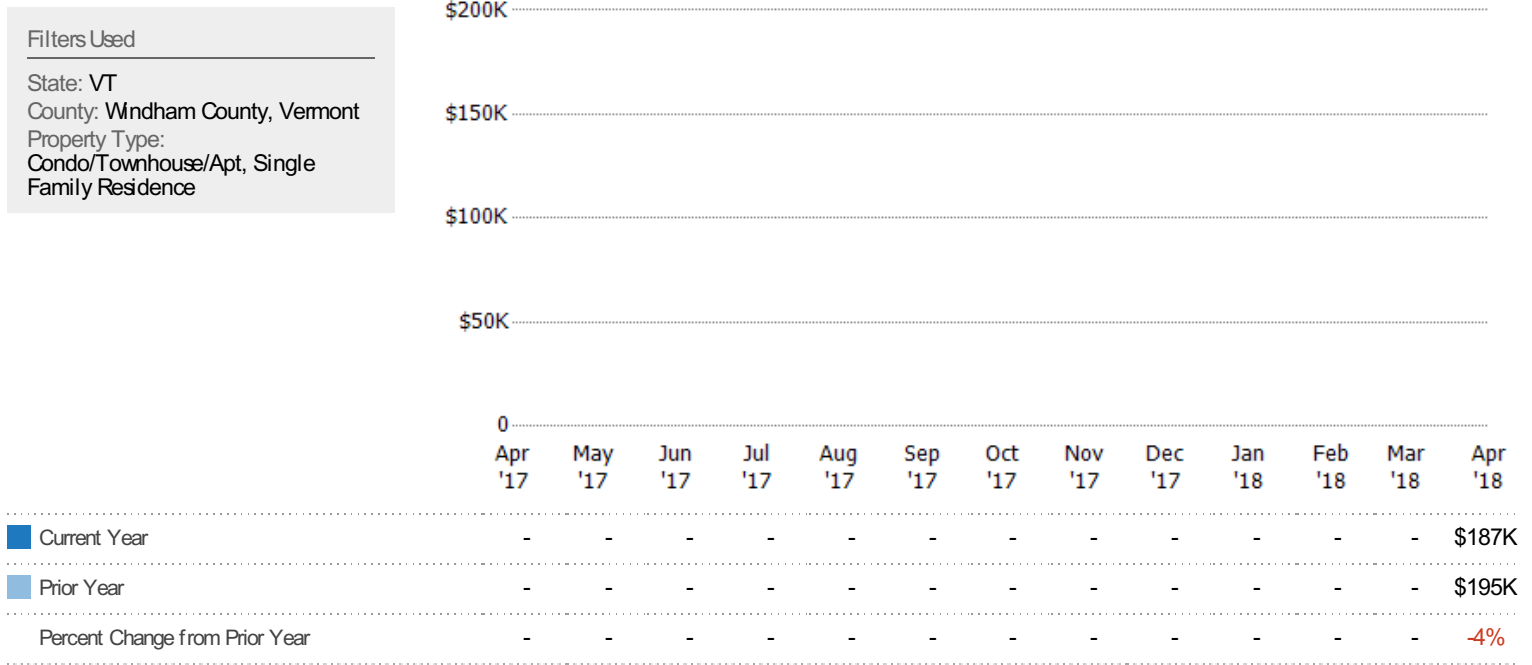 Filters Used
State: VT
County: Windham County, Vermont
Property Type:
Condo/Townhouse/Apt, Single
Family Residence
$200K
$150K
$100K
$50K
0
Apr May Jun Jul Aug Sep Oct Nov Dec Jan Feb Mar Apr
'17 '17 '17 '17 '17 '17 '17 '17 '17 '18 '18 '18 '18
Current Year - - - - - - - - - - - - $187K
Prior Year - - - - - - - - - - - - $195K
Percent Change from Prior Year - - - - - - - - - - - - -4%